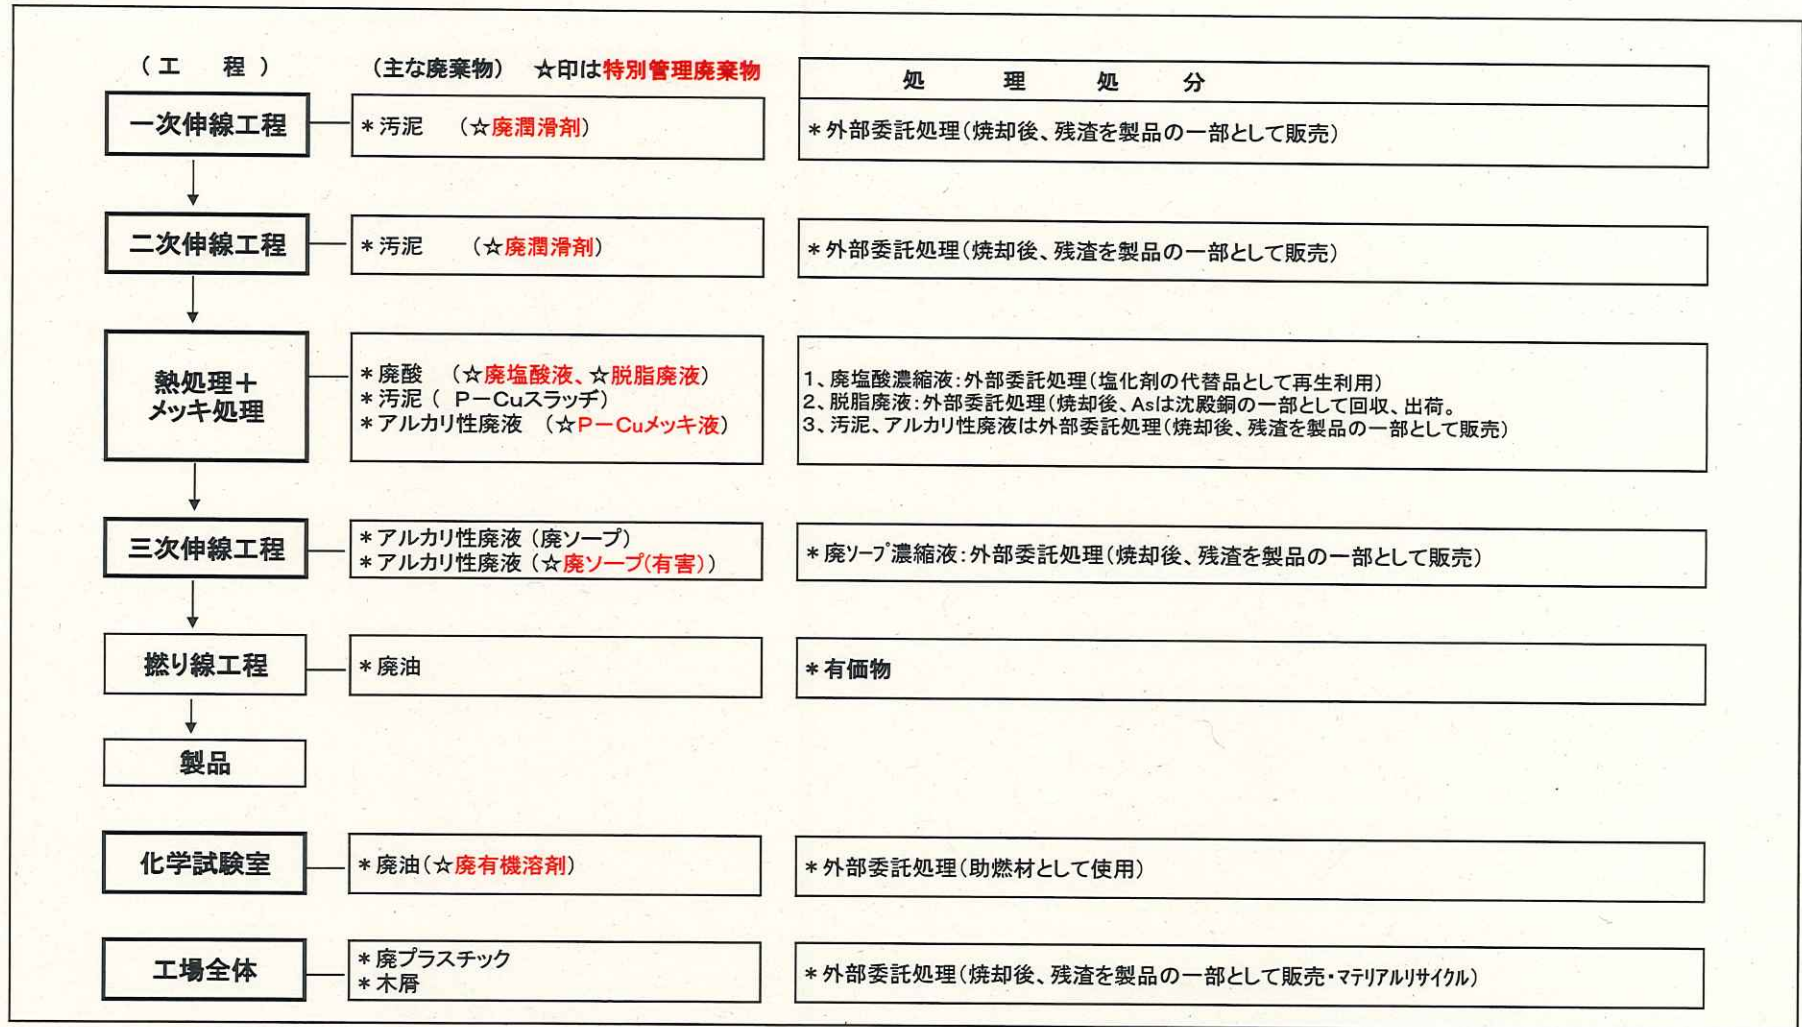 (工　程)　(主な廃棄物)　☆印は特別管理廃棄物
処　理　処　分
一次伸線工程
＊汚泥　(☆廃潤滑剤)
＊外部委託処理(焼却後、残渣を製品の一部として販売)
二次伸線工程
＊汚泥　(☆廃潤滑剤)
＊外部委託処理(焼却後、残渣を製品の一部として販売)
熱処理＋
メッキ処理
＊廃酸　(☆廃塩酸液、☆脱脂廃液)
＊汚泥(　P－Cuスラッヂ)
＊アルカリ性廃液　(☆P－Cuメッキ液)
1、廃塩酸濃縮液：外部委託処理(塩化剤の代替品として再生利用)
2、脱脂廃液：外部委託処理(焼却後、Asは沈殿銅の一部として回収、出荷。
3、汚泥、アルカリ性廃液は外部委託処理(焼却後、残渣を製品の一部として販売)
三次伸線工程
＊アルカリ性廃液(廃ソープ)
＊アルカリ性廃液(☆廃ソープ(有害))
＊廃ソープ濃縮液：外部委託処理(焼却後、残渣を製品の一部として販売)
撚り線工程
＊廃油
＊有価物
製品
化学試験室
＊廃油(☆廃有機溶剤)
＊外部委託処理(助燃材として使用)
工場全体
＊廃プラスチック
＊木屑
＊外部委託処理(焼却後、残渣を製品の一部として販売・マテリアルリサイクル)